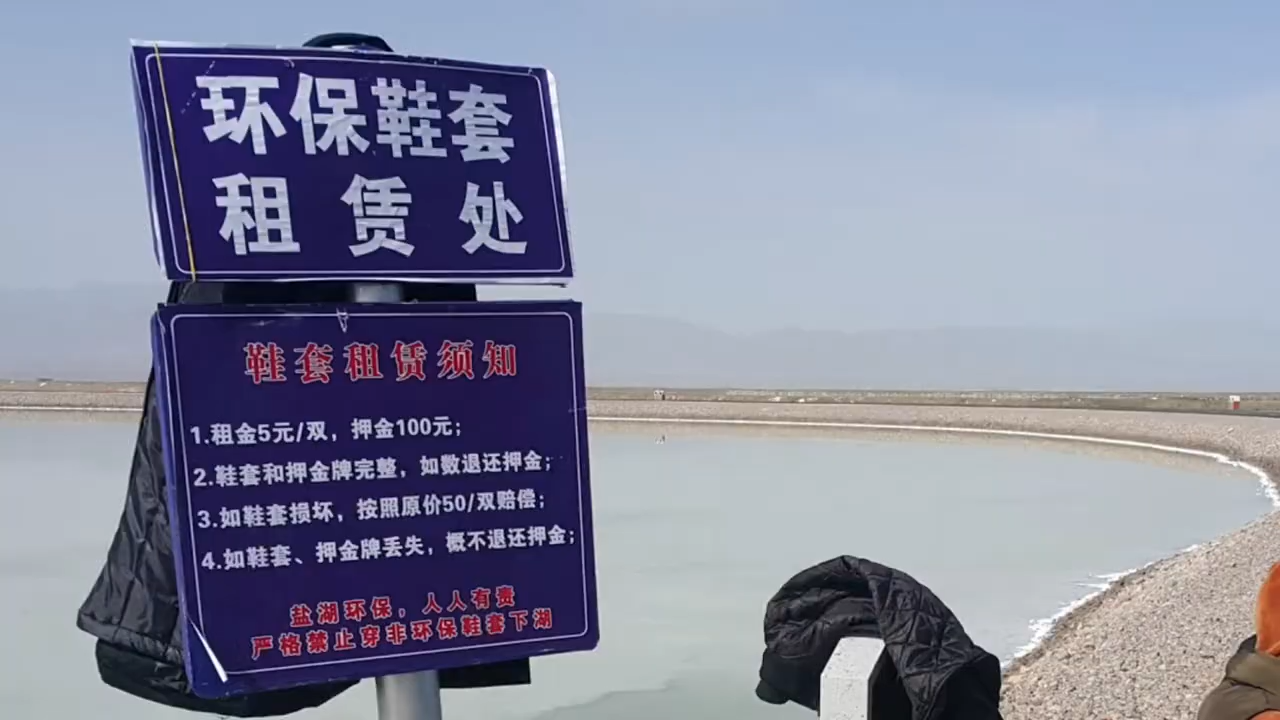 环保鞋套
租赁处
鞋套租赁须知
1.租金5元/双，押金100元；
2.鞋套和押金牌完整，如数退还押金；
3.如鞋套损坏，按照原价50/双赔偿；
4.如鞋套、押金牌丢失，概不退还押金；
盐湖环保，人人有责
严格禁止穿非环保鞋套下湖